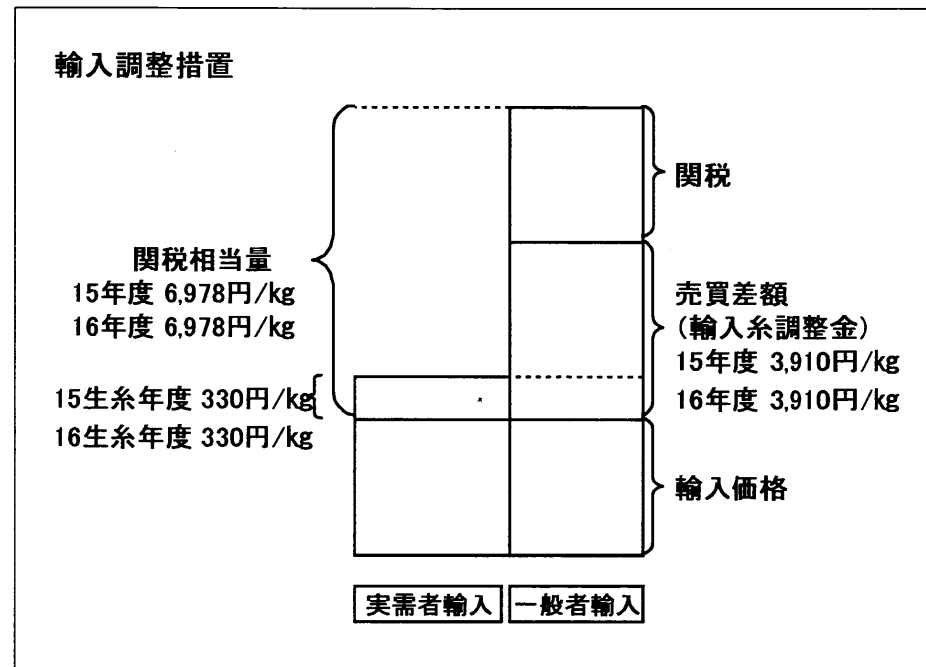 輸入調整措置
関税相当量
15年度 6,978円/kg
16年度 6,978円/kg
15生糸年度 330円/kg
16生糸年度 330円/kg
関税
売買差額
(輸入糸調整金)
15年度 3,910円/kg
16年度 3,910円/kg
輸入価格
実需者輸入
一般者輸入